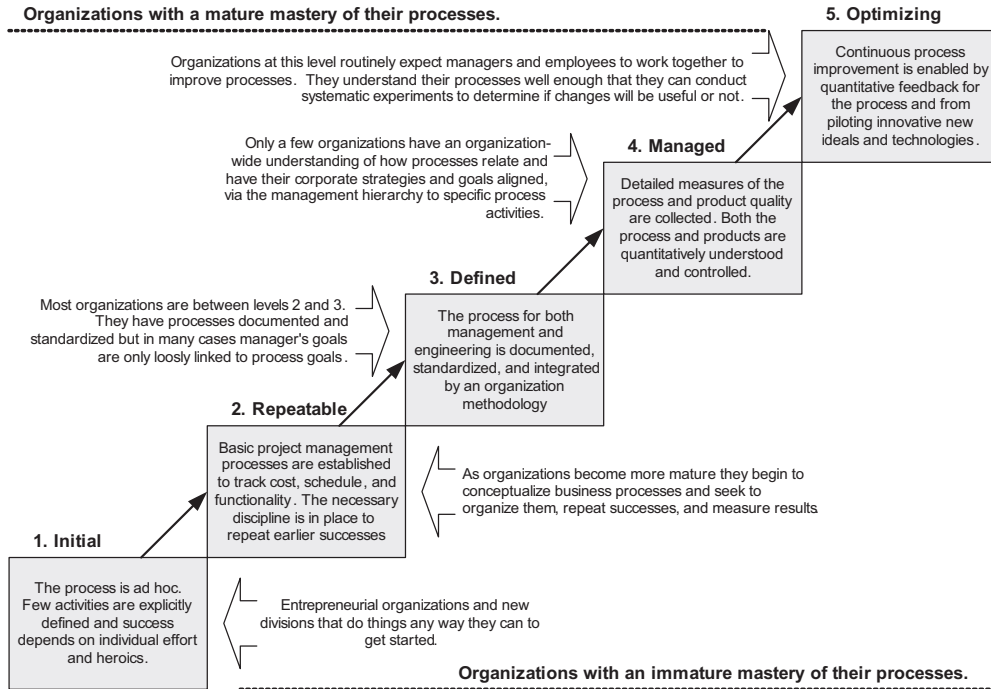 Organizations with a mature mastery of their processes.
5. Optimizing
Organizations at this level routinely expect managers and employees to work together to
improve processes. They understand their processes well enough that they can conduct
systematic experiments to determine if changes will be useful or not.
Continuous process
improvement is enabled by
quantitative feedback for
the process and from
piloting innovative new
ideals and technologies.
Only a few organizations have an organization-
wide understanding of how processes relate and
have their corporate strategies and goals aligned,
via the management hierarchy to specific process
activities.
4. Managed
Detailed measures of the
process and product quality
are collected. Both the
process and products are
quantitatively understood
and controlled.
3. Defined
Most organizations are between levels 2 and 3.
They have processes documented and
standardized but in many cases manager's goals
are only loosly linked to process goals.
The process for both
management and
engineering is documented,
standardized, and integrated
by an organization
methodology
2. Repeatable
Basic project management
processes are established
to track cost, schedule, and
functionality. The necessary
discipline is in place to
repeat earlier successes
As organizations become more mature they begin to
conceptualize business processes and seek to
organize them, repeat successes, and measure results.
1. Initial
The process is ad hoc.
Few activities are explicitly
defined and success
depends on individual effort
and heroics.
Entrepreneurial organizations and new
divisions that do things any way they can to
get started.
Organizations with an immature mastery of their processes.